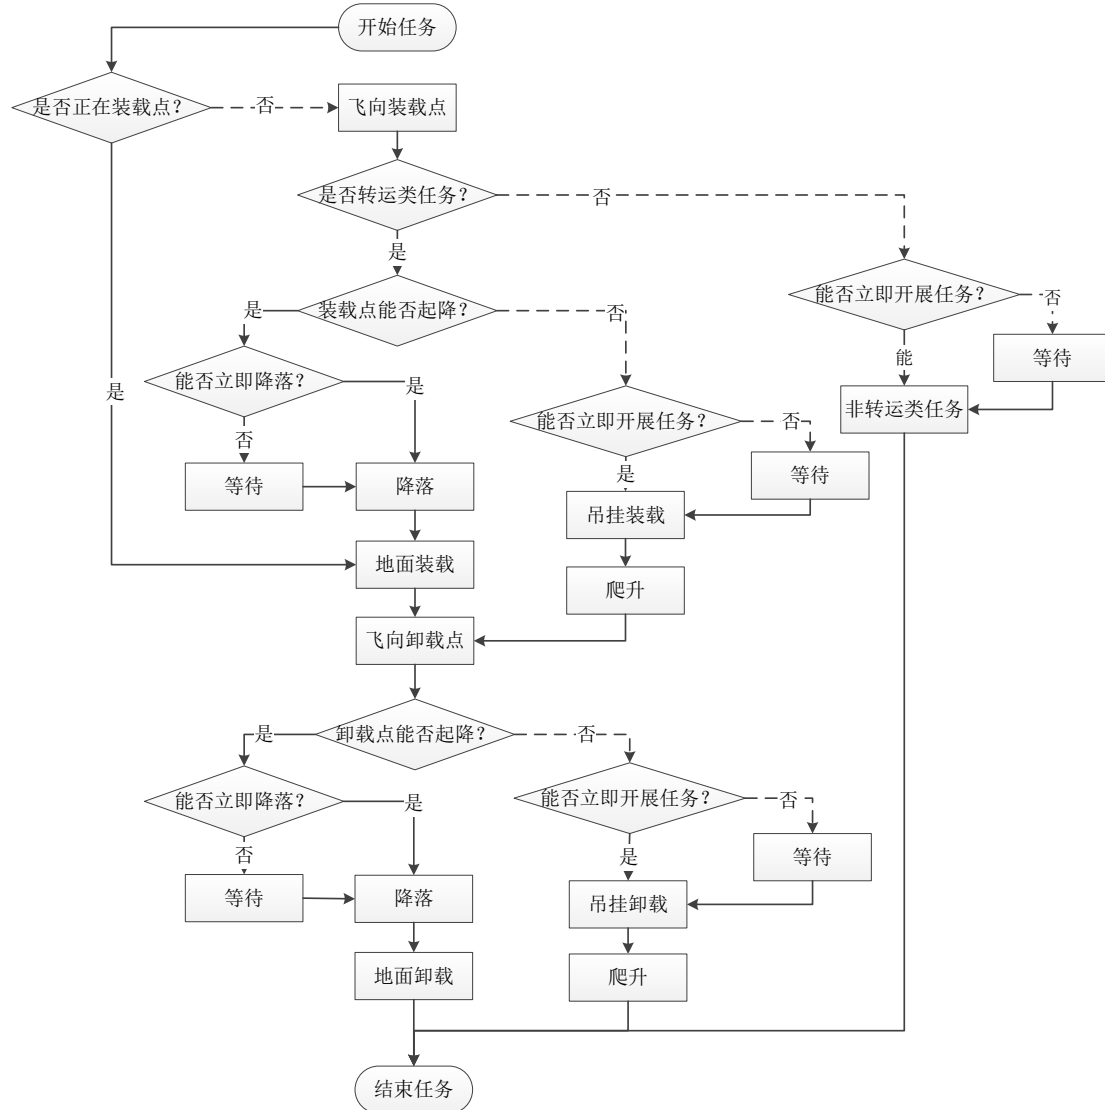 开始任务
是否正在装载点？
否
飞向装载点
是否转运类任务？
否
是
能否立即开展任务？
否
装载点能否起降？
是
否
等待
能
能否立即降落？
是
是
非转运类任务
能否立即开展任务？
否
否
等待
是
等待
降落
吊挂装载
地面装载
爬升
飞向卸载点
卸载点能否起降？
是
否
能否立即降落？
是
能否立即开展任务？
否
否
是
等待
等待
降落
吊挂卸载
地面卸载
爬升
结束任务